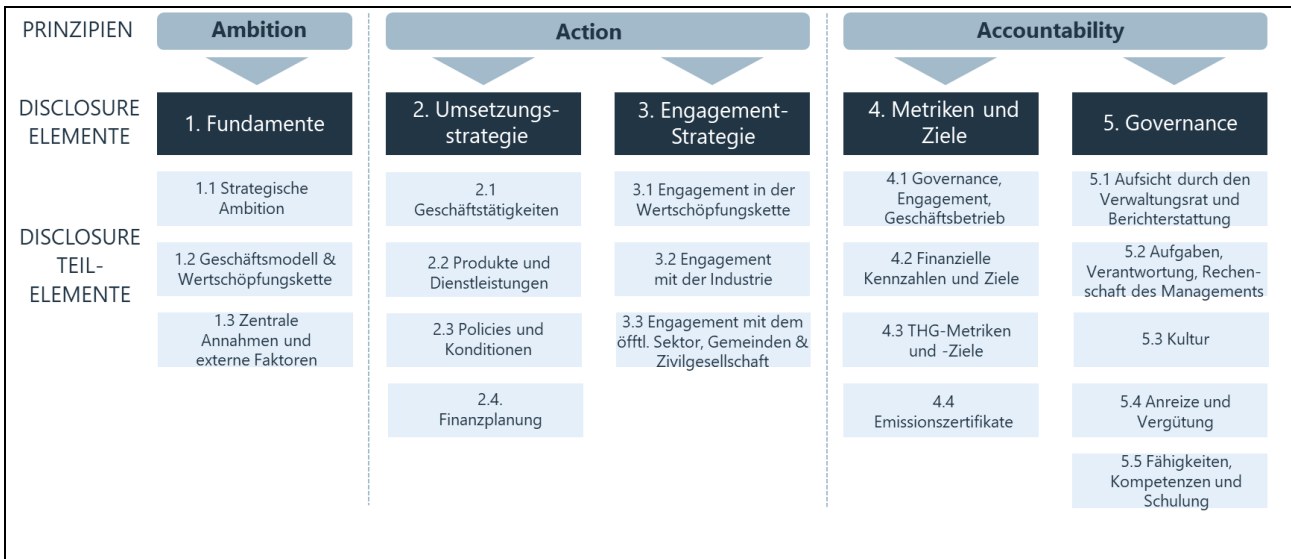 PRINZIPIEN
Ambition
Action
Accountability
DISCLOSURE
ELEMENTE
1. Fundamente
2. Umsetzungs-
strategie
3. Engagement-
Strategie
4. Metriken und
Ziele
5. Governance
DISCLOSURE
TEIL-
ELEMENTE
1.1 Strategische
Ambition
1.2 Geschäftsmodell &
Wertschöpfungskette
1.3 Zentrale
Annahmen und
externe Faktoren
2.1
Geschäftstätigkeiten
2.2 Produkte und
Dienstleistungen
2.3 Policies und
Konditionen
2.4.
Finanzplanung
3.1 Engagement in der
Wertschöpfungskette
3.2 Engagement
mit der Industrie
3.3 Engagement mit dem
öfftl. Sektor, Gemeinden &
Zivilgesellschaft
4.1 Governance,
Engagement,
Geschäftsbetrieb
4.2 Finanzielle
Kennzahlen und Ziele
4.3 THG-Metriken
und -Ziele
4.4
Emissionszertifikate
5.1 Aufsicht durch den
Verwaltungsrat und
Berichterstattung
5.2 Aufgaben,
Verantwortung, Rechen-
schaft des Managements
5.3 Kultur
5.4 Anreize und
Vergütung
5.5 Fähigkeiten,
Kompetenzen und
Schulung